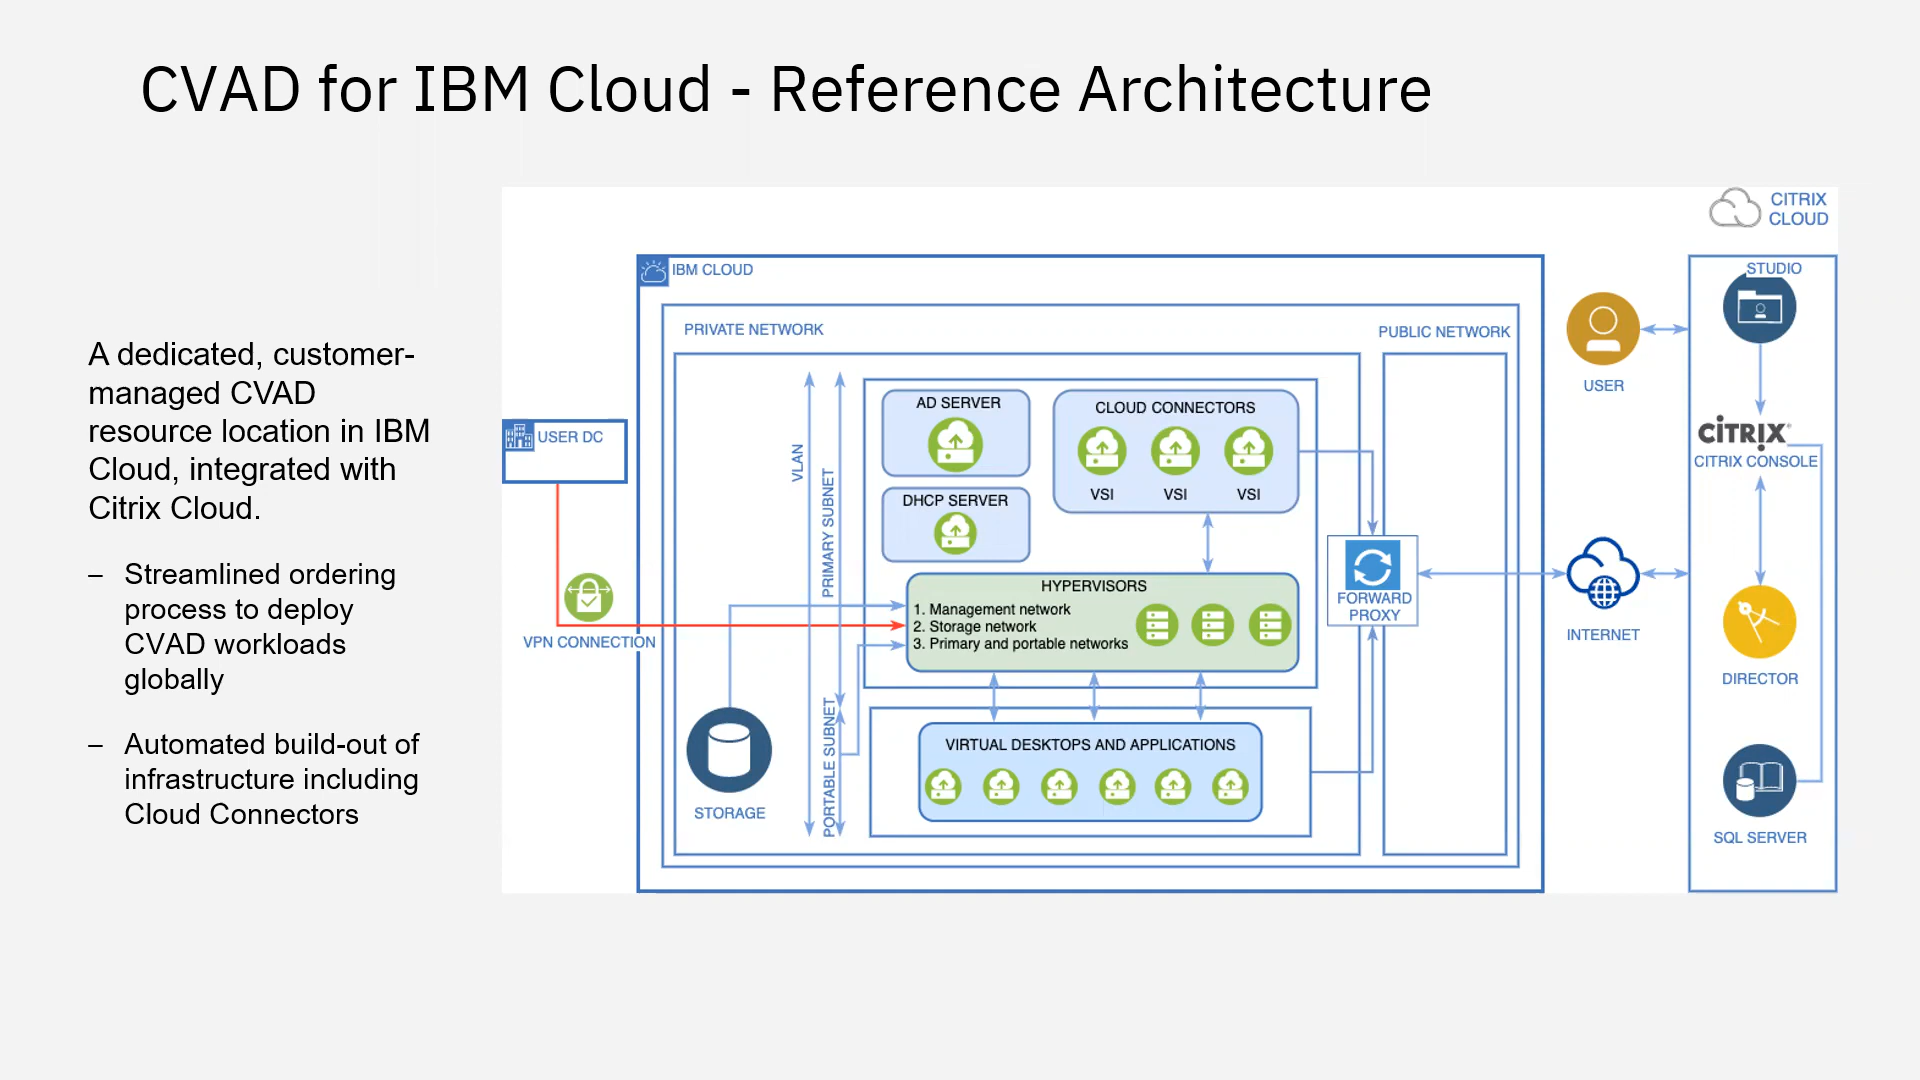 CVAD for IBM Cloud - Reference Architecture
A dedicated, customer-
managed CVAD
resource location in IBM
Cloud, integrated with
Citrix Cloud.
– Streamlined ordering
process to deploy
CVAD workloads
globally
– Automated build-out of
infrastructure including
Cloud Connectors
USER DC
VPN CONNECTION
IBM CLOUD
PRIVATE NETWORK
PUBLIC NETWORK
VLAN
PRIMARY SUBNET
PORTABLE SUBNET
STORAGE
AD SERVER
DHCP SERVER
CLOUD CONNECTORS
VSI VSI VSI
HYPERVISORS
1. Management network
2. Storage network
3. Primary and portable networks
VIRTUAL DESKTOPS AND APPLICATIONS
FORWARD
PROXY
USER
INTERNET
CITRIX
CLOUD
STUDIO
CITRIX
CITRIX CONSOLE
DIRECTOR
SQL SERVER